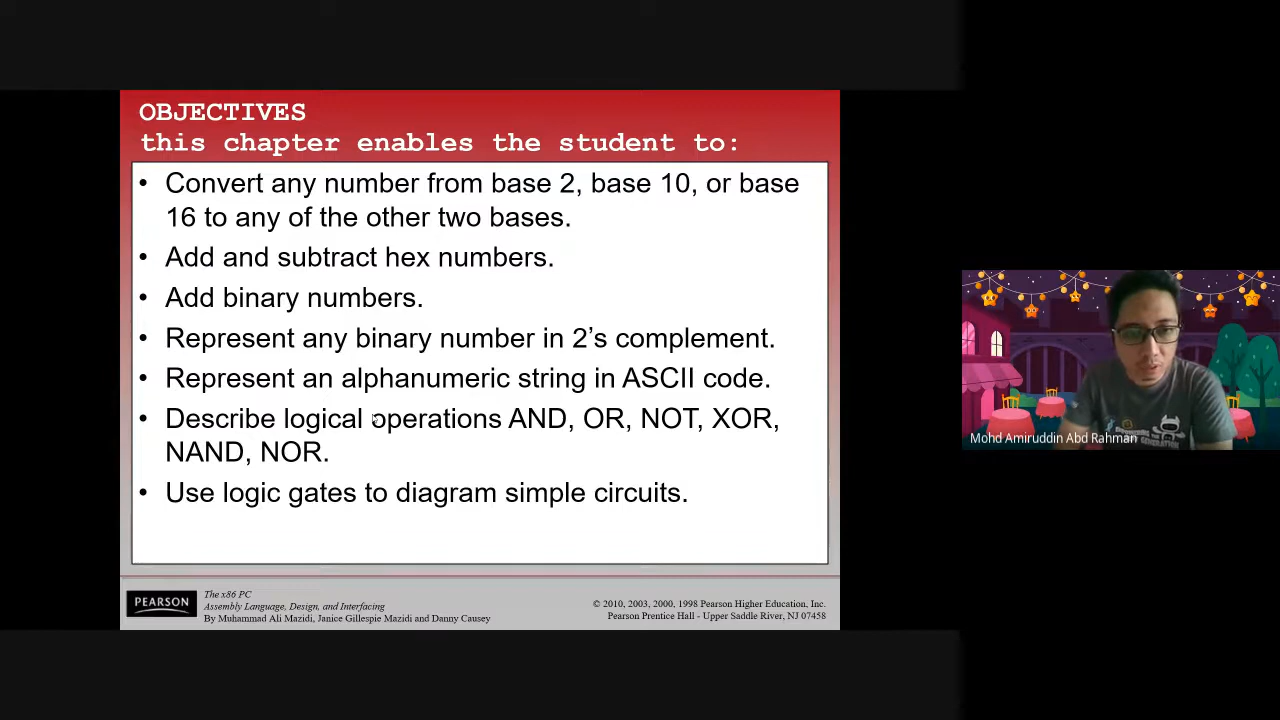 OBJECTIVES
this chapter enables the student to:
• Convert any number from base 2, base 10, or base
16 to any of the other two bases.
• Add and subtract hex numbers.
• Add binary numbers.
• Represent any binary number in 2’s complement.
• Represent an alphanumeric string in ASCII code.
• Describe logical operations AND, OR, NOT, XOR,
NAND, NOR.
• Use logic gates to diagram simple circuits.
PEARSON
The x86 PC
Assembly Language, Design, and Interfacing
By Muhammad Ali Mazidi, Janice Gillespie Mazidi and Danny Causey
© 2010, 2003, 2000, 1998 Pearson Higher Education, Inc.
Pearson Prentice Hall - Upper Saddle River, NJ 07458
Mohd Amiruddin Abd Rahman